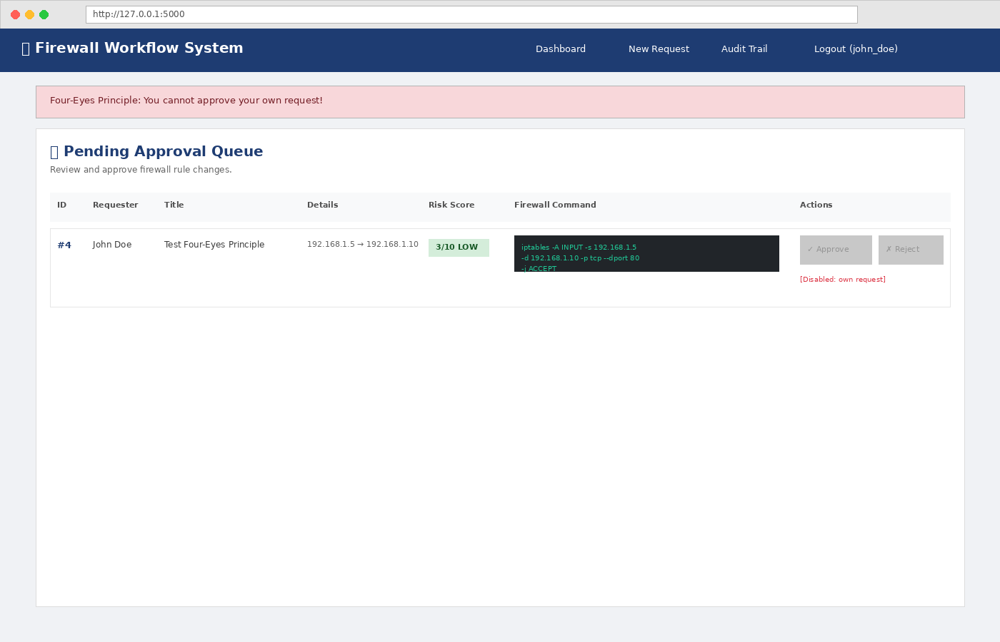 http://127.0.0.1:5000
Firewall Workflow System
Dashboard
New Request
Audit Trail
Logout (john_doe)
Four-Eyes Principle: You cannot approve your own request!
Pending Approval Queue
Review and approve firewall rule changes.
ID
Requester
Title
Details
Risk Score
Firewall Command
Actions
#4
John Doe
Test Four-Eyes Principle
192.168.1.5 → 192.168.1.10
3/10 LOW
iptables -A INPUT -s 192.168.1.5
-d 192.168.1.10 -p tcp --dport 80
-j ACCEPT
✓ Approve
✗ Reject
[Disabled: own request]